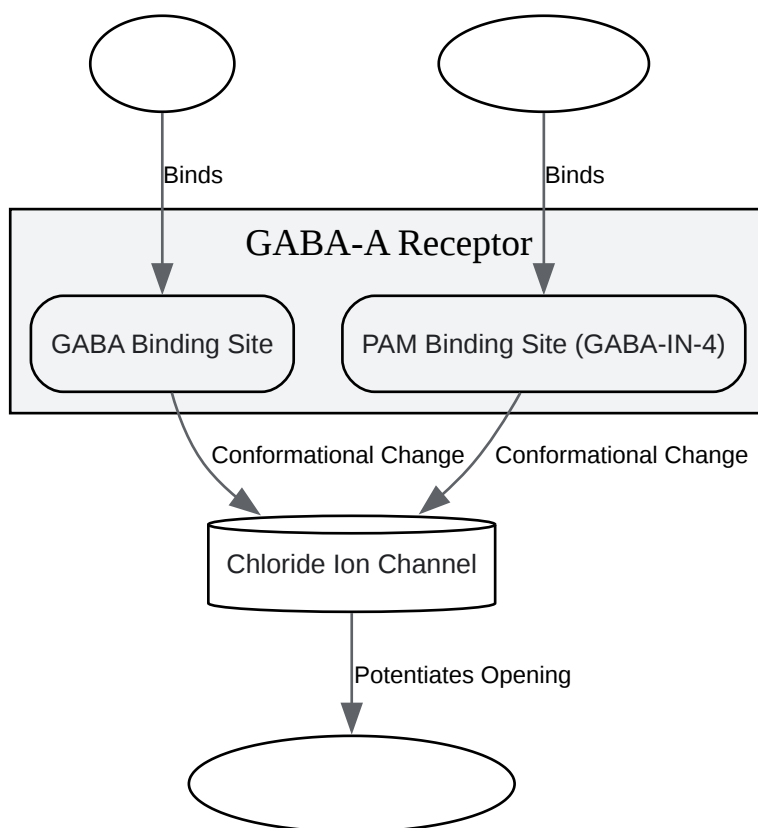 Binds
Binds
GABA-A Receptor
GABA Binding Site
PAM Binding Site (GABA-IN-4)
Conformational Change
Conformational Change
Chloride Ion Channel
Potentiates Opening